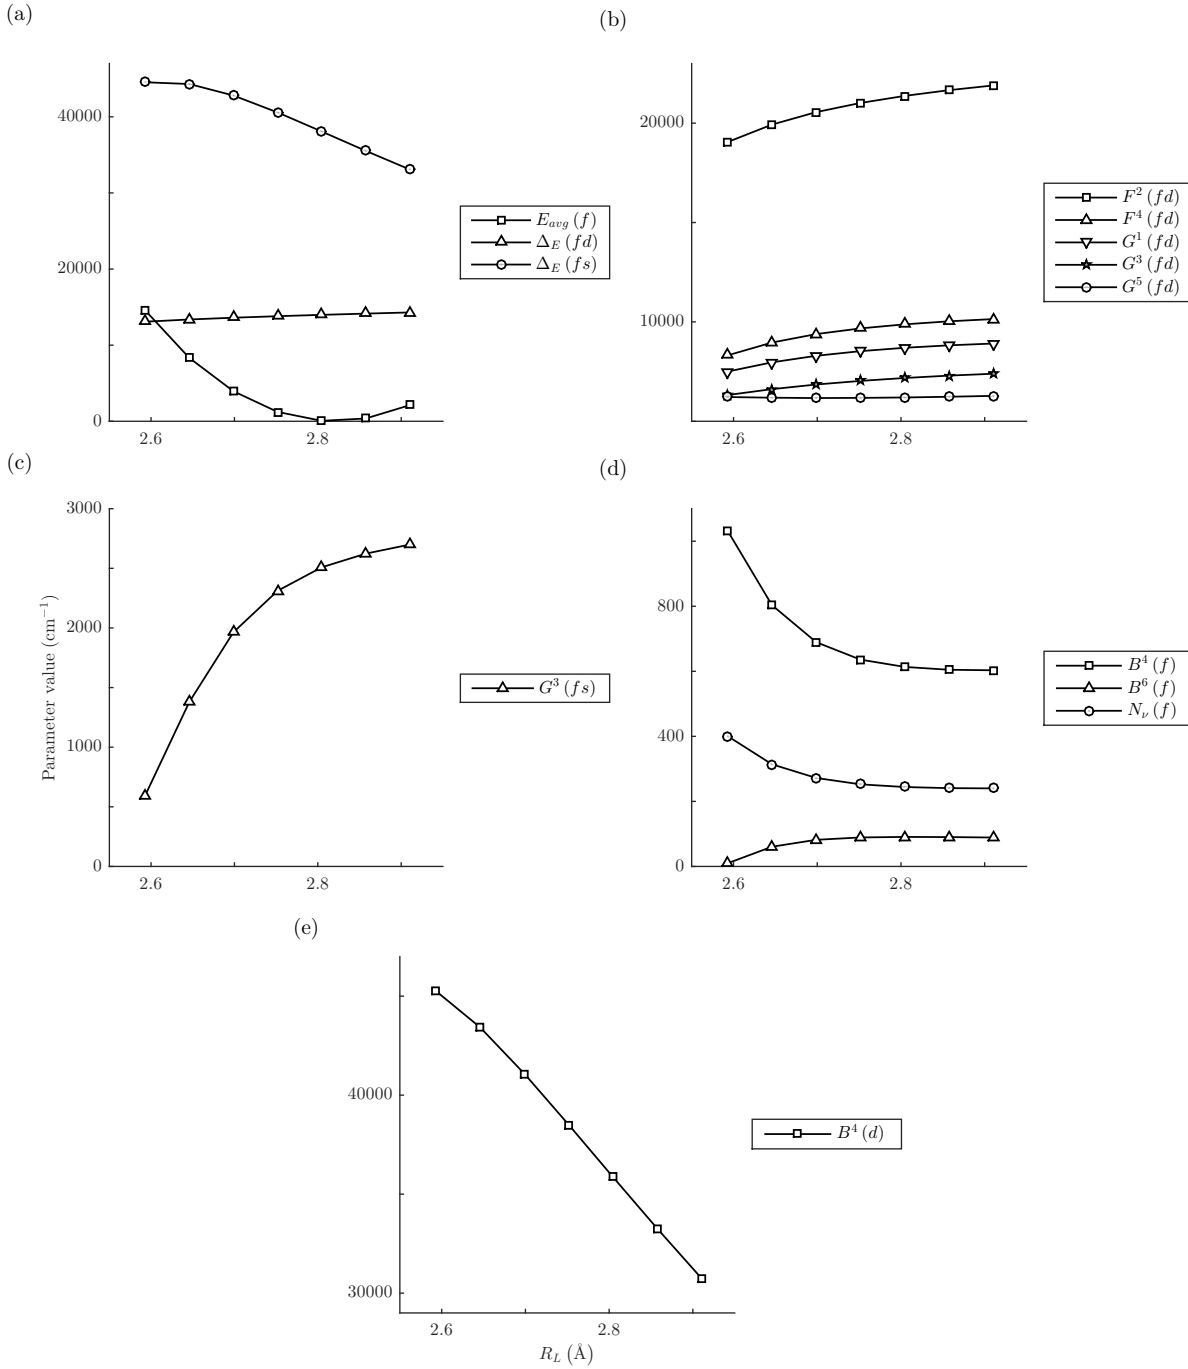 (a)
40000
20000
0
2.6
2.8
E_{avg} (f)
Δ_E (fd)
Δ_E (fs)
(b)
20000
10000
2.6
2.8
F^2 (fd)
F^4 (fd)
G^1 (fd)
G^3 (fd)
G^5 (fd)
(c)
Parameter value (cm^{−1})
3000
2000
1000
0
2.6
2.8
G^3 (fs)
(d)
800
400
0
2.6
2.8
B^4 (f)
B^6 (f)
N_ν (f)
(e)
40000
30000
2.6
2.8
R_L (Å)
B^4 (d)